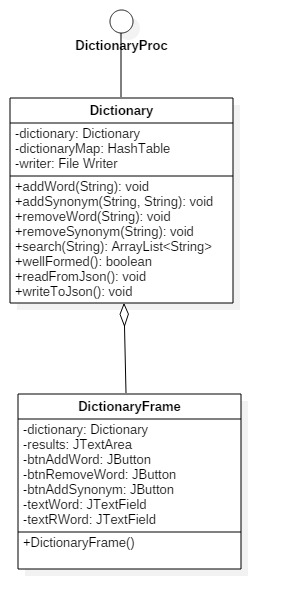 DictionaryProc
Dictionary
-dictionary: Dictionary
-dictionaryMap: HashTable
-writer: File Writer
+addWord(String): void
+addSynonym(String, String): void
+removeWord(String): void
+removeSynonym(String): void
+search(String): ArrayList<String>
+wellFormed(): boolean
+readFromJson(): void
+writeToJson(): void
DictionaryFrame
-dictionary: Dictionary
-results: JTextArea
-btnAddWord: JButton
-btnRemoveWord: JButton
-btnAddSynonym: JButton
-textWord: JTextField
-textRWord: JTextField
+DictionaryFrame()